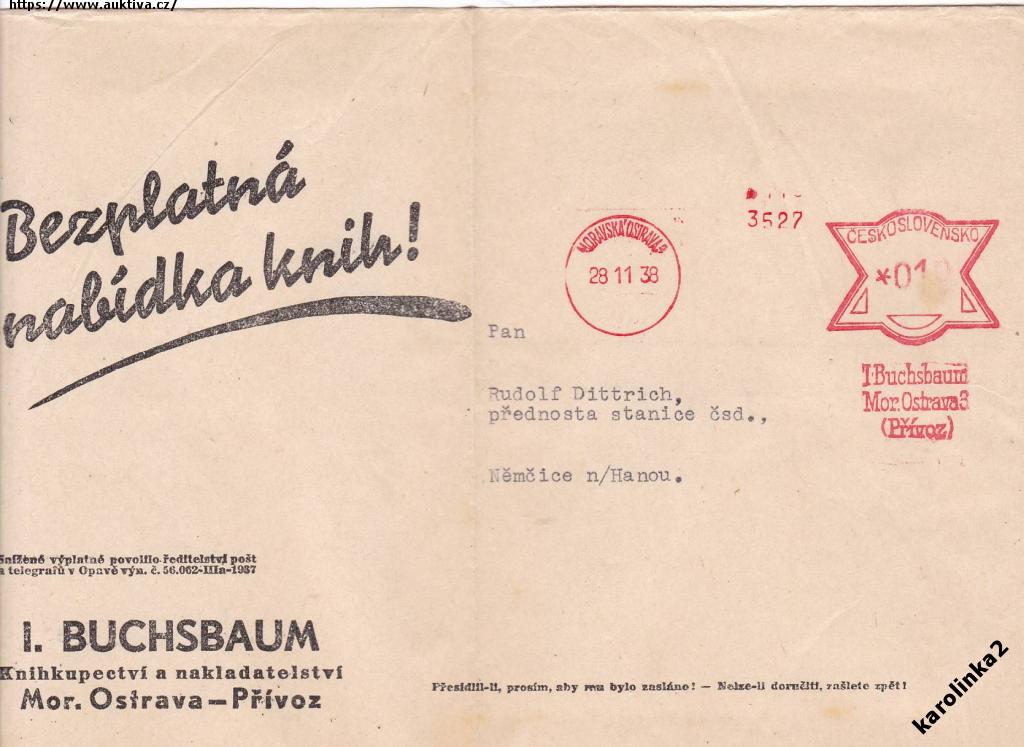 https://www.auktiva.cz/
Bezplatná
nabídka knih!
MORAVSKÁ OSTRAVA
28 11 38
3527
ČESKOSLOVENSKO
I·Buchsbaum
Mor. Ostrava3
(Přívoz)
Pan
Rudolf Dittrich,
přednosta stanice čsd.,
Němčice n/Hanou.
Snížené výplatné povolilo ředitelství pošt
a telegrafů v Opavě výn. č. 56.062-IIIa-1937
I. BUCHSBAUM
Knihkupectví a nakladatelství
Mor. Ostrava—Přívoz
Přesídlil-li, prosím, aby mu bylo zasláno! — Nelze-li doručiti, zašlete zpět!
karolinka2